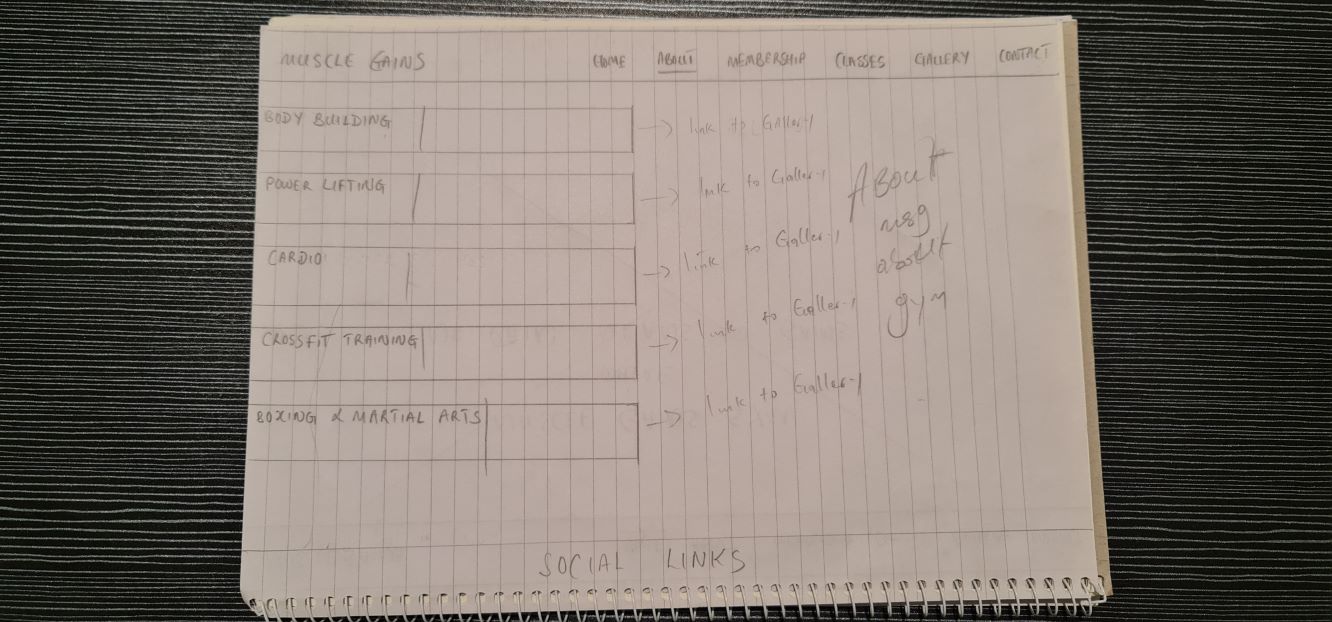 MUSCLE GAINS HOME ABOUT MEMBERSHIP CLASSES GALLERY CONTACT
BODY BUILDING
link to Gallery
POWER LIFTING
link to Gallery
CARDIO
link to Gallery
CROSSFIT TRAINING
link to Gallery
BOXING & MARTIAL ARTS
link to Gallery
ABOUT
msg
about
gym
SOCIAL LINKS